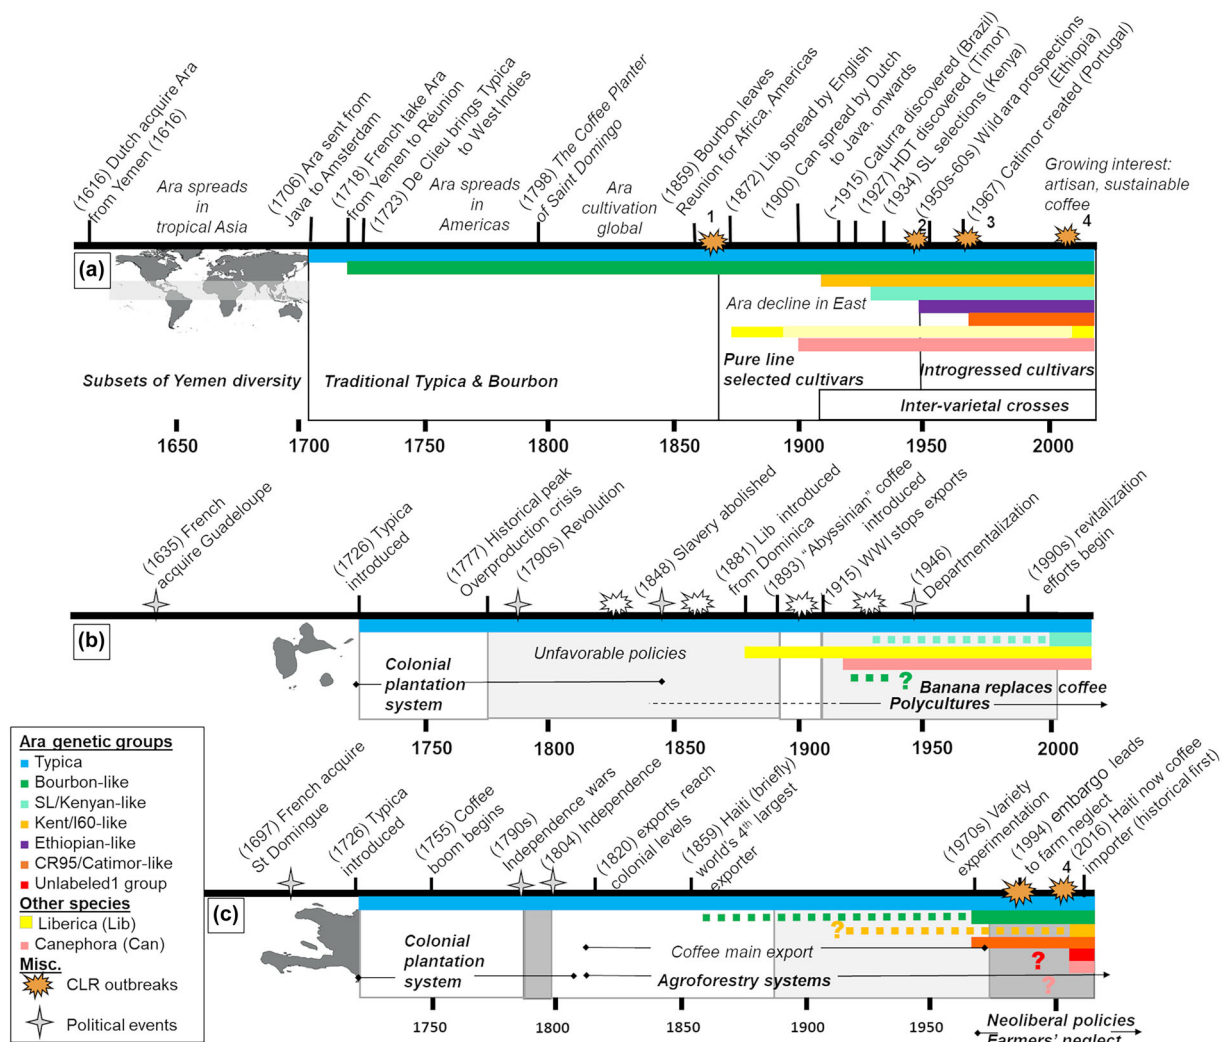 (1616) Dutch acquire Ara
from Yemen (1616)
Ara spreads
in
tropical Asia
(1706) Ara sent from
Java to Amsterdam
(1718) French take Ara
from Yemen to Réunion
(1723) De Clieu brings Typica
to West Indies
Ara spreads
in
Americas
(1798) The Coffee Planter
of Saint Domingo
Ara
cultivation
global
(1859) Bourbon leaves
Reunion for Africa, Americas
(1872) Lib spread by English
(1900) Can spread by Dutch
to Java, onwards
(~1915) Caturra discovered (Brazil)
(1927) HDT discovered (Timor)
(1934) SL selections (Kenya)
(1950s-60s) Wild ara prospections
(Ethiopia)
(1967) Catimor created (Portugal)
Growing interest:
artisan, sustainable
coffee
1
2
3
4
(a)
Ara decline in East
Subsets of Yemen diversity
Traditional Typica & Bourbon
Pure line
selected cultivars
Introgressed cultivars
Inter-varietal crosses
1650
1700
1750
1800
1850
1900
1950
2000
(1635) French
acquire Guadeloupe
(1726) Typica
introduced
(1777) Historical peak
Overproduction crisis
(1790s) Revolution
(1848) Slavery abolished
(1881) Lib introduced
from Dominica
(1893) "Abyssinian" coffee
introduced
(1915) WWI stops exports
(1946)
Departmentalization
(1990s) revitalization
efforts begin
(b)
Colonial
plantation
system
Unfavorable policies
?
Banana replaces coffee
Polycultures
1750
1800
1850
1900
1950
2000
Ara genetic groups
Typica
Bourbon-like
SL/Kenyan-like
Kent/I60-like
Ethiopian-like
CR95/Catimor-like
Unlabeled1 group
Other species
Liberica (Lib)
Canephora (Can)
Misc.
CLR outbreaks
Political events
(1697) French acquire
St Domingue
(1726) Typica
introduced
(1755) Coffee
boom begins
(1790s)
Independence wars
(1804) Independence
(1820) exports reach
colonial levels
(1859) Haiti (briefly)
world's 4th largest
exporter
(1970s) Variety
experimentation
(1994) embargo leads
to farm neglect
(2016) Haiti now coffee
importer (historical first)
4
(c)
Colonial
plantation
system
?
Coffee main export
Agroforestry systems
?
?
1750
1800
1850
1900
1950
Neoliberal policies
Farmers' neglect